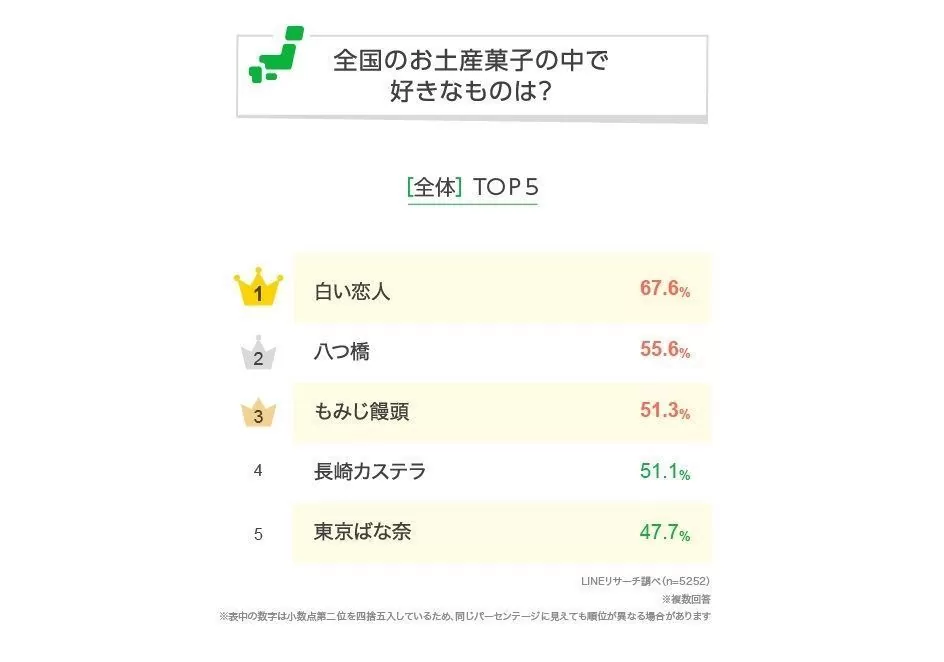 全国のお土産菓子の中で
好きなものは?
[全体] TOP5
1 白い恋人 67.6%
2 八つ橋 55.6%
3 もみじ饅頭 51.3%
4 長崎カステラ 51.1%
5 東京ばな奈 47.7%
LINEリサーチ調べ(n=5252)
※複数回答
※表中の数字は小数点第二位を四捨五入しているため、同じパーセンテージに見えても順位が異なる場合があります